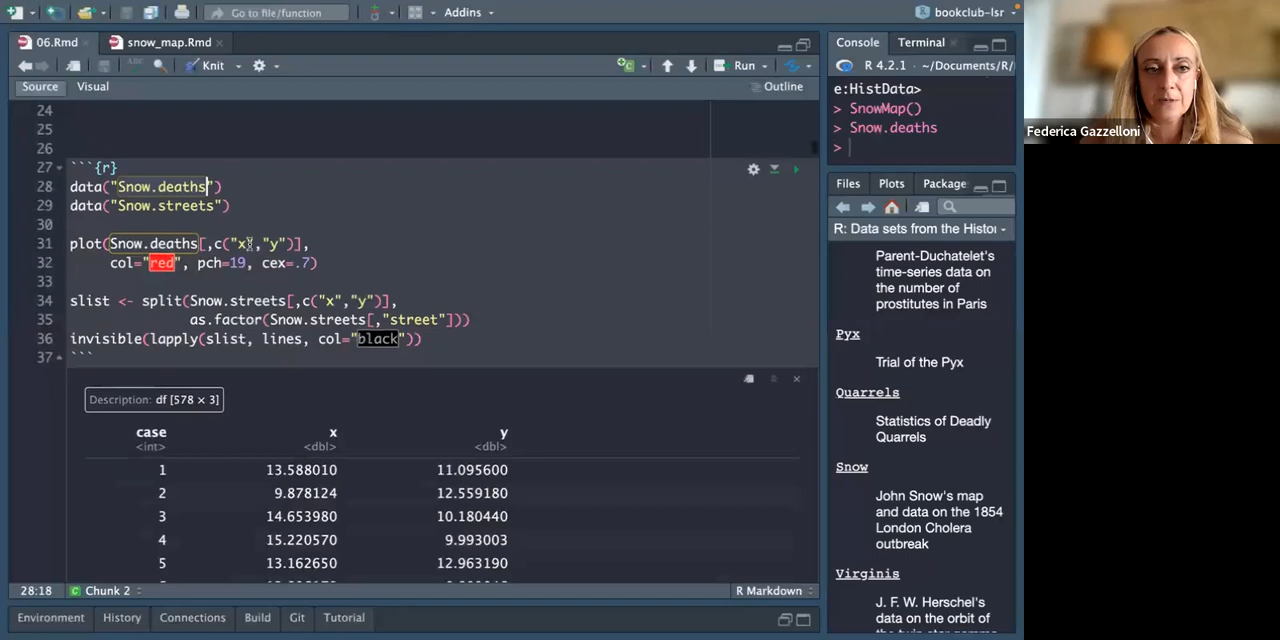 Go to file/function
Addins
bookclub-lsr
06.Rmd
snow_map.Rmd
Knit
Run
Source
Visual
Outline
24
25
26
27 ```{r}
28 data("Snow.deaths")
29 data("Snow.streets")
30
31 plot(Snow.deaths[,c("x","y")],
32 col="red", pch=19, cex=.7)
33
34 slist <- split(Snow.streets[,c("x","y")],
35 as.factor(Snow.streets[,"street"]))
36 invisible(lapply(slist, lines, col="black"))
37 ```
Description: df [578 × 3]
case x y
<int> <dbl> <dbl>
1 13.588010 11.095600
2 9.878124 12.559180
3 14.653980 10.180440
4 15.220570 9.993003
5 13.162650 12.963190
28:18
Chunk 2
R Markdown
Environment
History
Connections
Build
Git
Tutorial
Console
Terminal
R 4.2.1 · ~/Documents/R/
e:HistData>
> SnowMap()
> Snow.deaths
>
Files
Plots
Package
R: Data sets from the Histo
Parent-Duchatelet's
time-series data on
the number of
prostitutes in Paris
Pyx
Trial of the Pyx
Quarrels
Statistics of Deadly
Quarrels
Snow
John Snow's map
and data on the 1854
London Cholera
outbreak
Virginis
J. F. W. Herschel's
data on the orbit of
Federica Gazzelloni